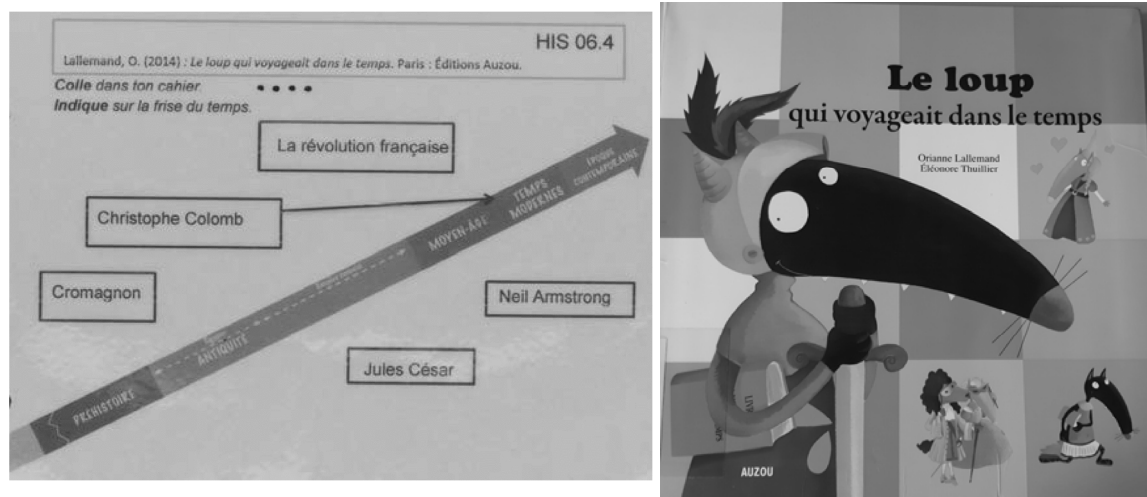 HIS 06.4
Lallemand, O. (2014) : Le loup qui voyageait dans le temps. Paris : Éditions Auzou.
Colle dans ton cahier.
Indique sur la frise du temps.
La révolution française
Christophe Colomb
Cromagnon
Neil Armstrong
Jules César
PRÉHISTOIRE
ANTIQUITÉ
MOYEN-ÂGE
TEMPS MODERNES
ÉPOQUE CONTEMPORAINE
Le loup
qui voyageait dans le temps
Orianne Lallemand
Éléonore Thuillier
AUZOU